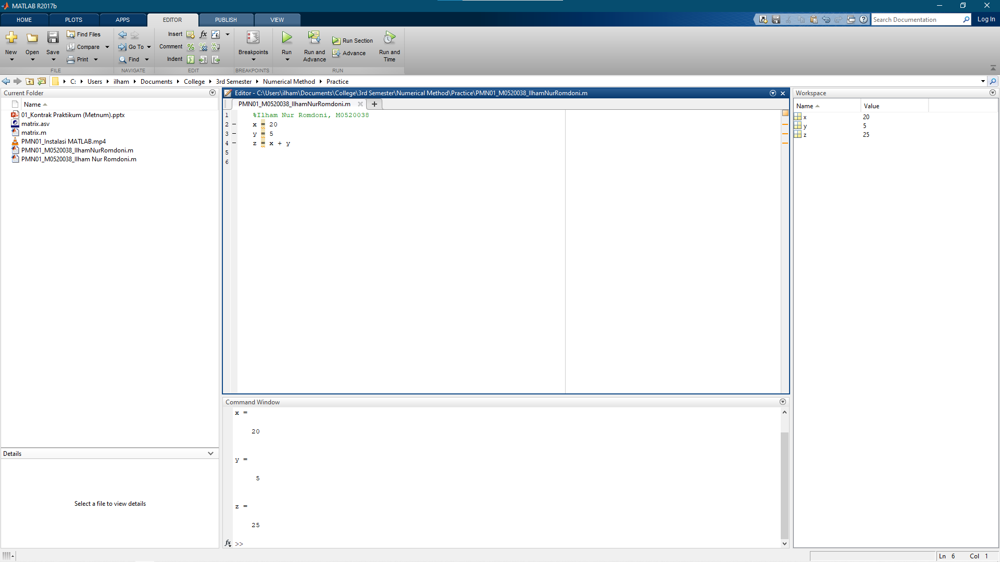 MATLAB R2017b
HOME PLOTS APPS EDITOR PUBLISH VIEW Search Documentation Log In
New Open Save Find Files Compare Print
FILE
Go To Find
NAVIGATE
Insert fx
Comment
Indent
EDIT
Breakpoints
BREAKPOINTS
Run Run and Advance Run Section Advance Run and Time
RUN
C: Users ilham Documents College 3rd Semester Numerical Method Practice
Current Folder
Name
01_Kontrak Praktikum (Metnum).pptx
matrix.asv
matrix.m
PMN01_Instalasi MATLAB.mp4
PMN01_M0520038_IlhamNurRomdoni.m
PMN01_M0520038_Ilham Nur Romdoni.m
Details
Select a file to view details
Editor - C:\Users\ilham\Documents\College\3rd Semester\Numerical Method\Practice\PMN01_M0520038_IlhamNurRomdoni.m
PMN01_M0520038_IlhamNurRomdoni.m
1 %Ilham Nur Romdoni, M0520038
2 x = 20
3 y = 5
4 z = x + y
5
6
Command Window
x =
20
y =
5
z =
25
fx >>
Workspace
Name Value
x 20
y 5
z 25
Ln 6 Col 1